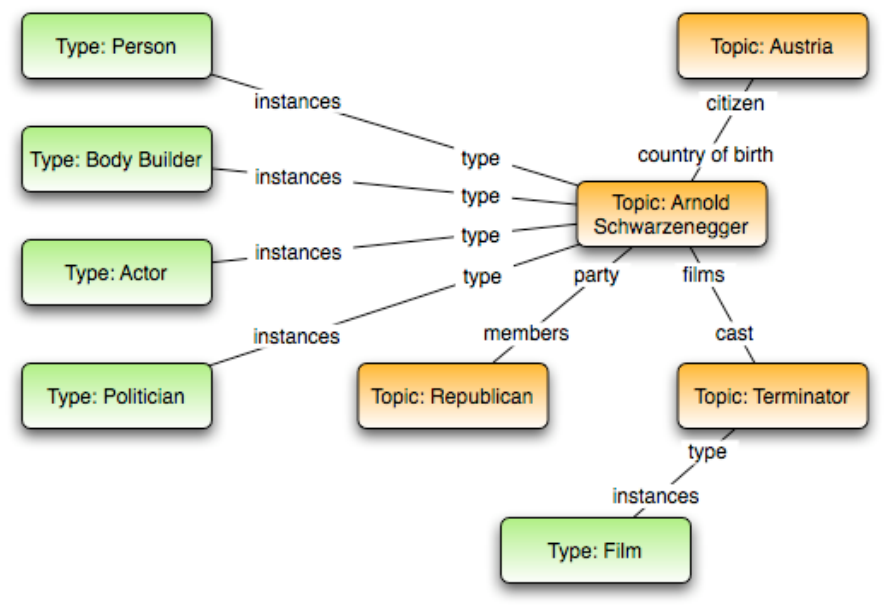 Type: Person
Topic: Austria
instances
citizen
Type: Body Builder
country of birth
type
instances
type
Topic: Arnold
Schwarzenegger
type
instances
Type: Actor
type
party
films
instances
members
cast
Type: Politician
Topic: Republican
Topic: Terminator
type
instances
Type: Film